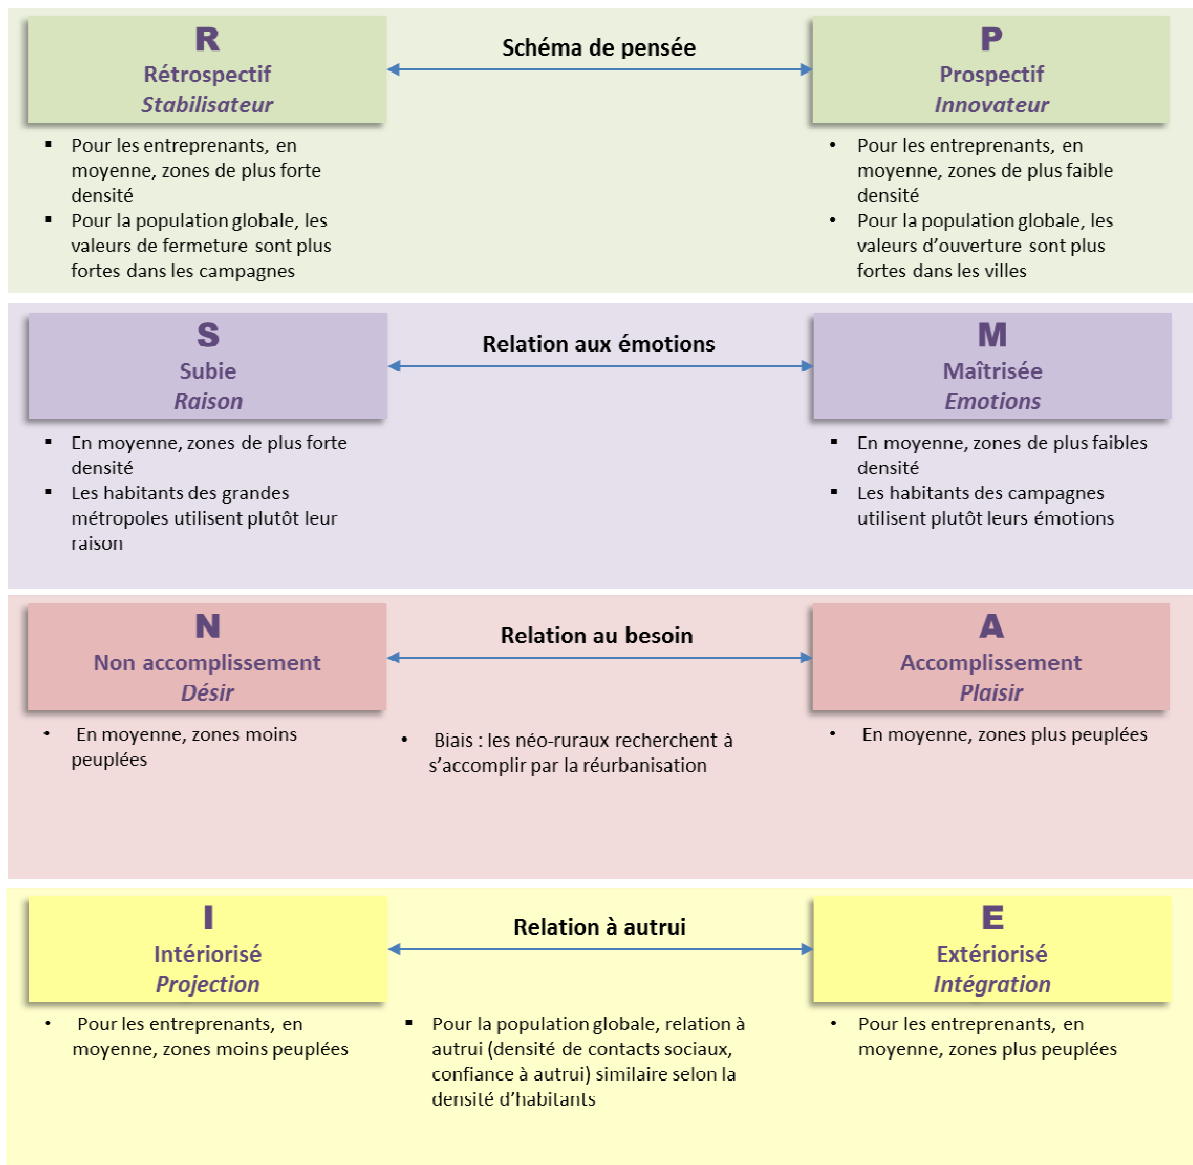 R
Rétrospectif
Stabilisateur
Schéma de pensée
P
Prospectif
Innovateur
▪ Pour les entreprenants, en
moyenne, zones de plus forte
densité
▪ Pour la population globale, les
valeurs de fermeture sont plus
fortes dans les campagnes
• Pour les entreprenants, en
moyenne, zones de plus faible
densité
• Pour la population globale, les
valeurs d’ouverture sont plus
fortes dans les villes
S
Subie
Raison
Relation aux émotions
M
Maîtrisée
Emotions
▪ En moyenne, zones de plus forte
densité
▪ Les habitants des grandes
métropoles utilisent plutôt leur
raison
▪ En moyenne, zones de plus faibles
densité
▪ Les habitants des campagnes
utilisent plutôt leurs émotions
N
Non accomplissement
Désir
Relation au besoin
A
Accomplissement
Plaisir
• En moyenne, zones moins
peuplées
• Biais : les néo-ruraux recherchent à
s’accomplir par la réurbanisation
• En moyenne, zones plus peuplées
I
Intériorisé
Projection
Relation à autrui
E
Extériorisé
Intégration
• Pour les entreprenants, en
moyenne, zones moins peuplées
▪ Pour la population globale, relation à
autrui (densité de contacts sociaux,
confiance à autrui) similaire selon la
densité d’habitants
• Pour les entreprenants, en
moyenne, zones plus peuplées